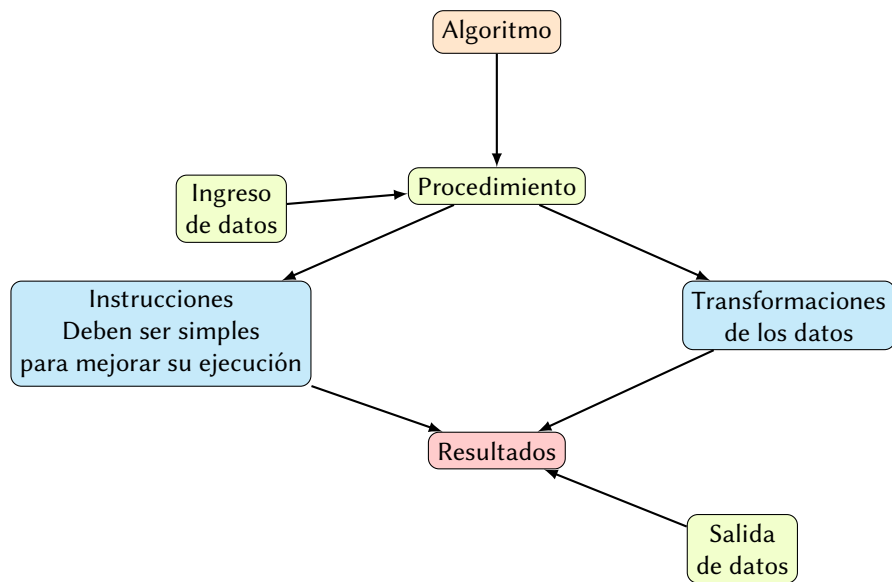 Algoritmo
Procedimiento
Ingreso
de datos
Instrucciones
Deben ser simples
para mejorar su ejecución
Transformaciones
de los datos
Resultados
Salida
de datos